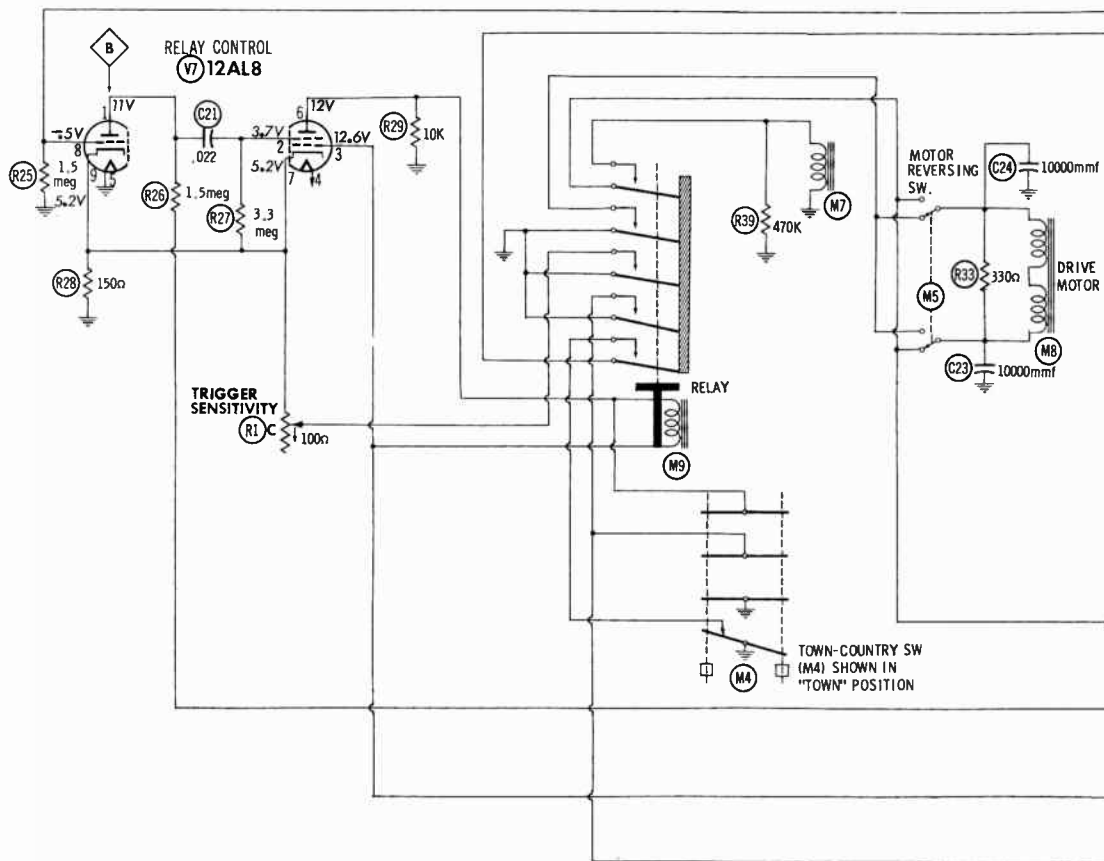 B
RELAY CONTROL
V7 12AL8
11V
1
-.5V
8
9
5
R25
1.5
meg
5.2V
C21
.022
R26
1.5meg
R27
3.3
meg
3.7V
2
5.2V
7
4
6
12V
12.6V
3
R29
10K
R28
150Ω
TRIGGER
SENSITIVITY
R1 C
100Ω
RELAY
M9
R39
470K
M7
MOTOR
REVERSING
SW.
M5
C24
10000mmf
R33
330Ω
DRIVE
MOTOR
M8
C23
10000mmf
M4
TOWN-COUNTRY SW
(M4) SHOWN IN
"TOWN" POSITION